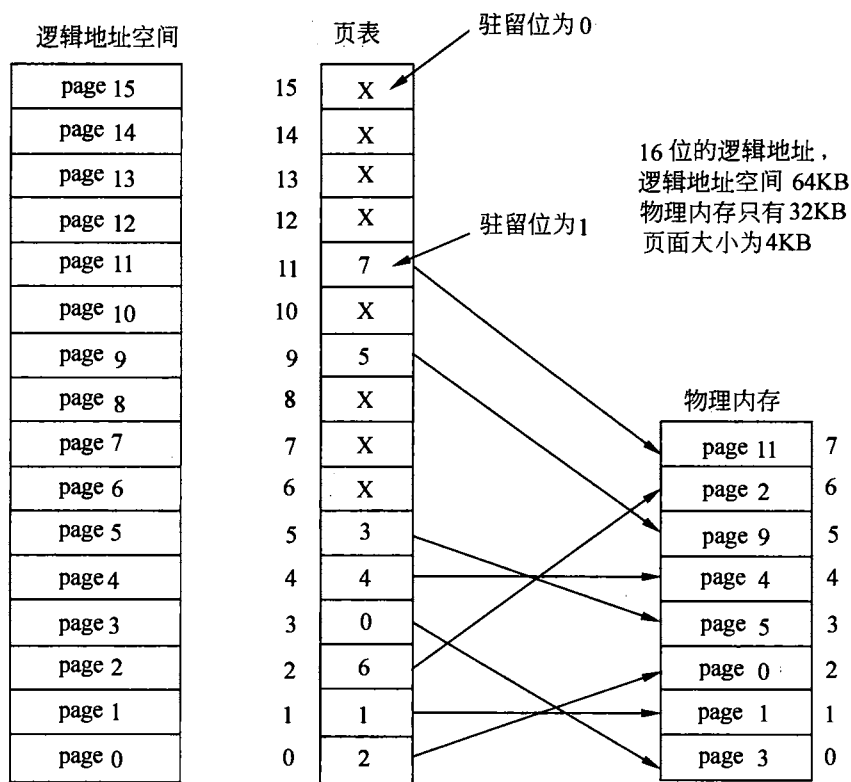 逻辑地址空间
页表
驻留位为0
page 15
15
X
page 14
14
X
page 13
13
X
page 12
12
X
page 11
11
7
page 10
10
X
page 9
9
5
page 8
8
X
page 7
7
X
page 6
6
X
page 5
5
3
page 4
4
4
page 3
3
0
page 2
2
6
page 1
1
1
page 0
0
2
驻留位为1
16位的逻辑地址,
逻辑地址空间 64KB
物理内存只有32KB
页面大小为4KB
物理内存
page 11
7
page 2
6
page 9
5
page 4
4
page 5
3
page 0
2
page 1
1
page 3
0